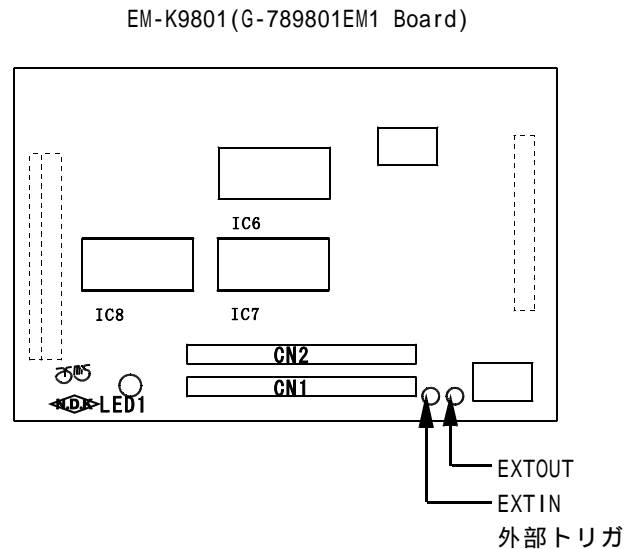 EM-K9801(G-789801EM1 Board)
IC6
IC8
IC7
CN2
CN1
N.D.K
LED1
EXTOUT
EXTIN
外部トリガ